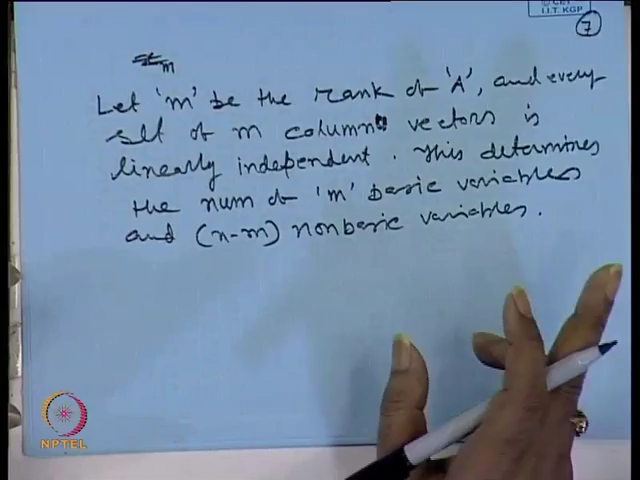 © CET
I.I.T. KGP
7
Let 'm' be the rank of 'A', and every
set of m column vectors is
linearly independent. This determines
the num of 'm' basic variables
and (n-m) nonbasic variables.
NPTEL